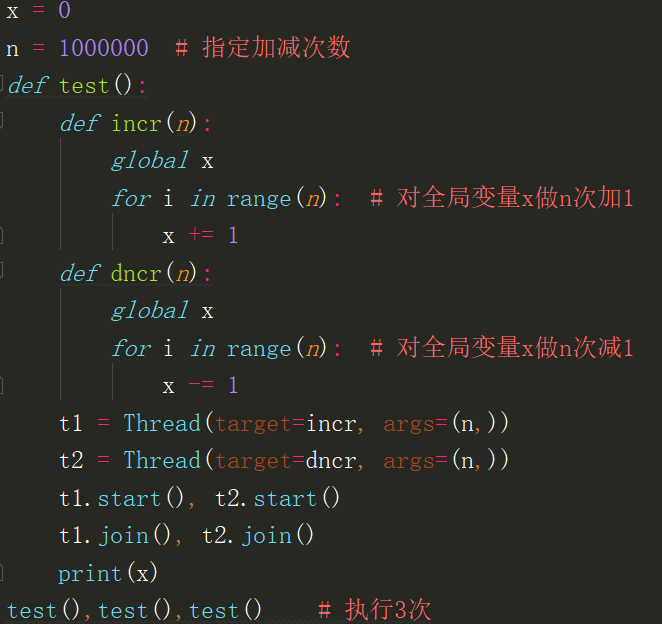 x = 0
n = 1000000  # 指定加减次数
def test():
    def incr(n):
        global x
        for i in range(n):  # 对全局变量x做n次加1
            x += 1
    def dncr(n):
        global x
        for i in range(n):  # 对全局变量x做n次减1
            x -= 1
    t1 = Thread(target=incr, args=(n,))
    t2 = Thread(target=dncr, args=(n,))
    t1.start(), t2.start()
    t1.join(), t2.join()
    print(x)
test(),test(),test()    # 执行3次